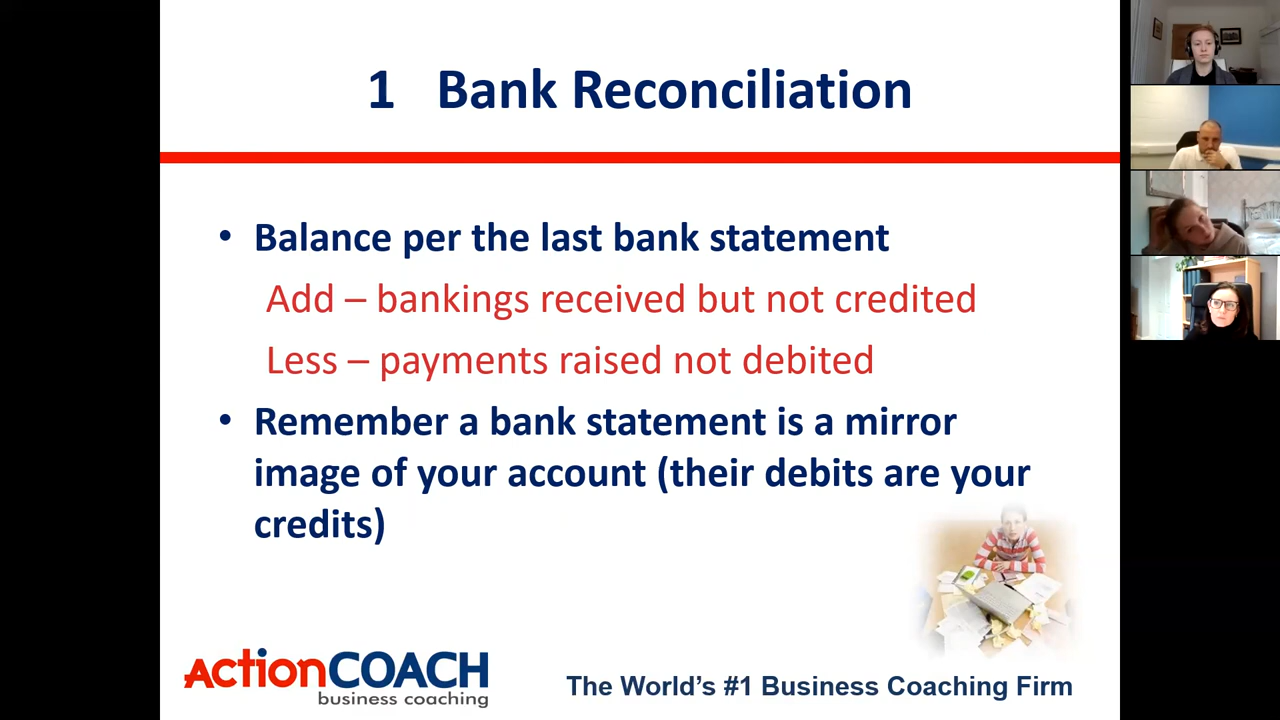 1 Bank Reconciliation
• Balance per the last bank statement
Add – bankings received but not credited
Less – payments raised not debited
• Remember a bank statement is a mirror
image of your account (their debits are your
credits)
ActionCOACH
business coaching
The World's #1 Business Coaching Firm